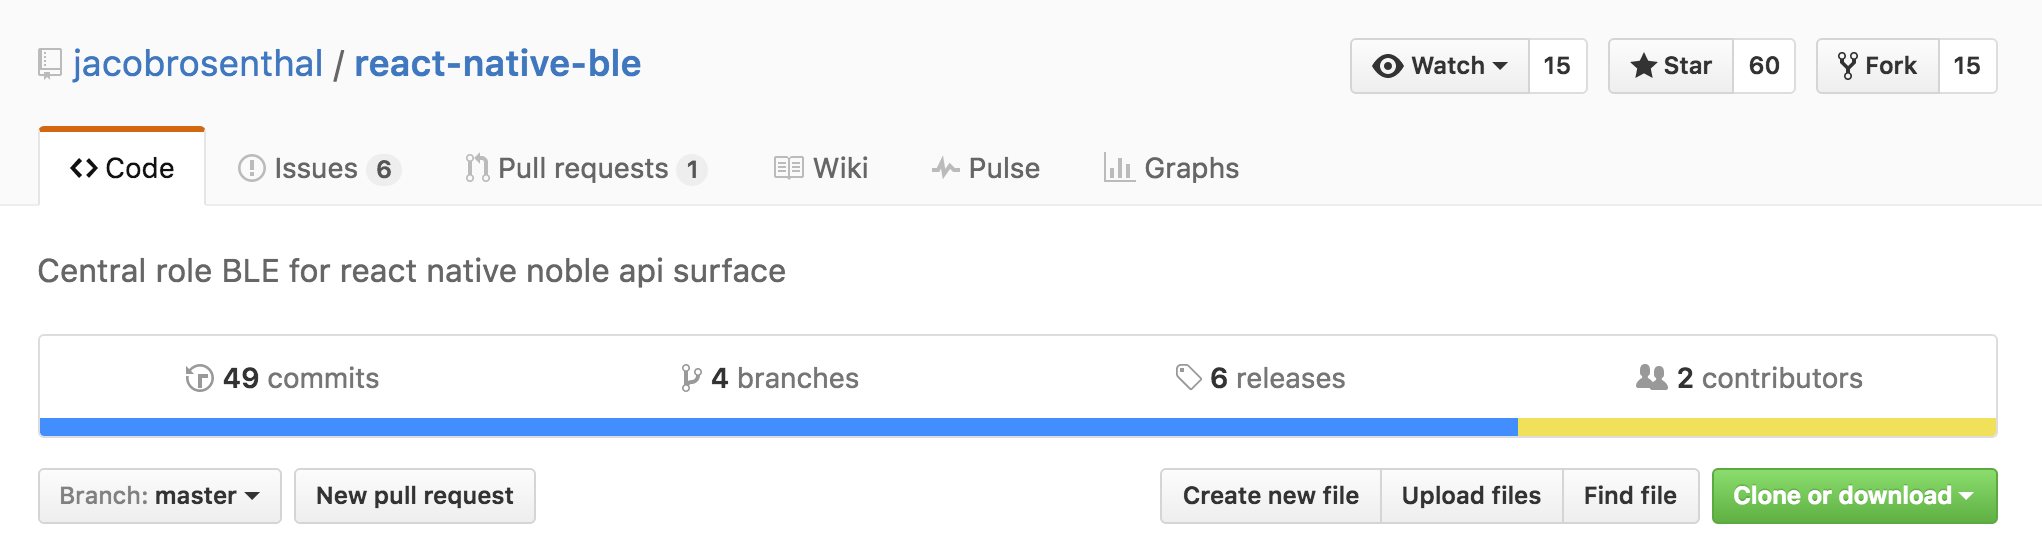 jacobrosenthal / react-native-ble
Watch 15 Star 60 Fork 15
Code Issues 6 Pull requests 1 Wiki Pulse Graphs
Central role BLE for react native noble api surface
49 commits 4 branches 6 releases 2 contributors
Branch: master New pull request Create new file Upload files Find file Clone or download